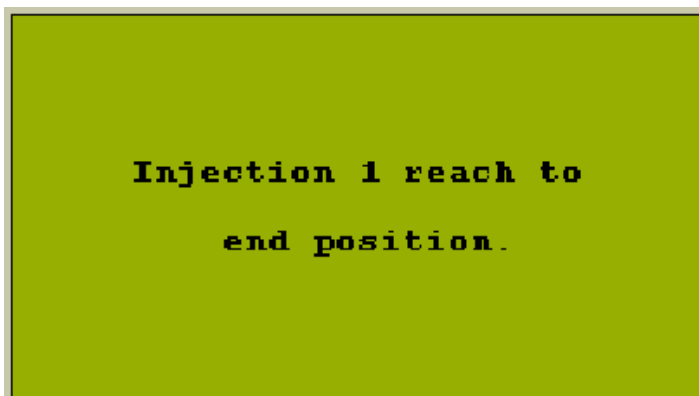 Injection 1 reach to
end position.